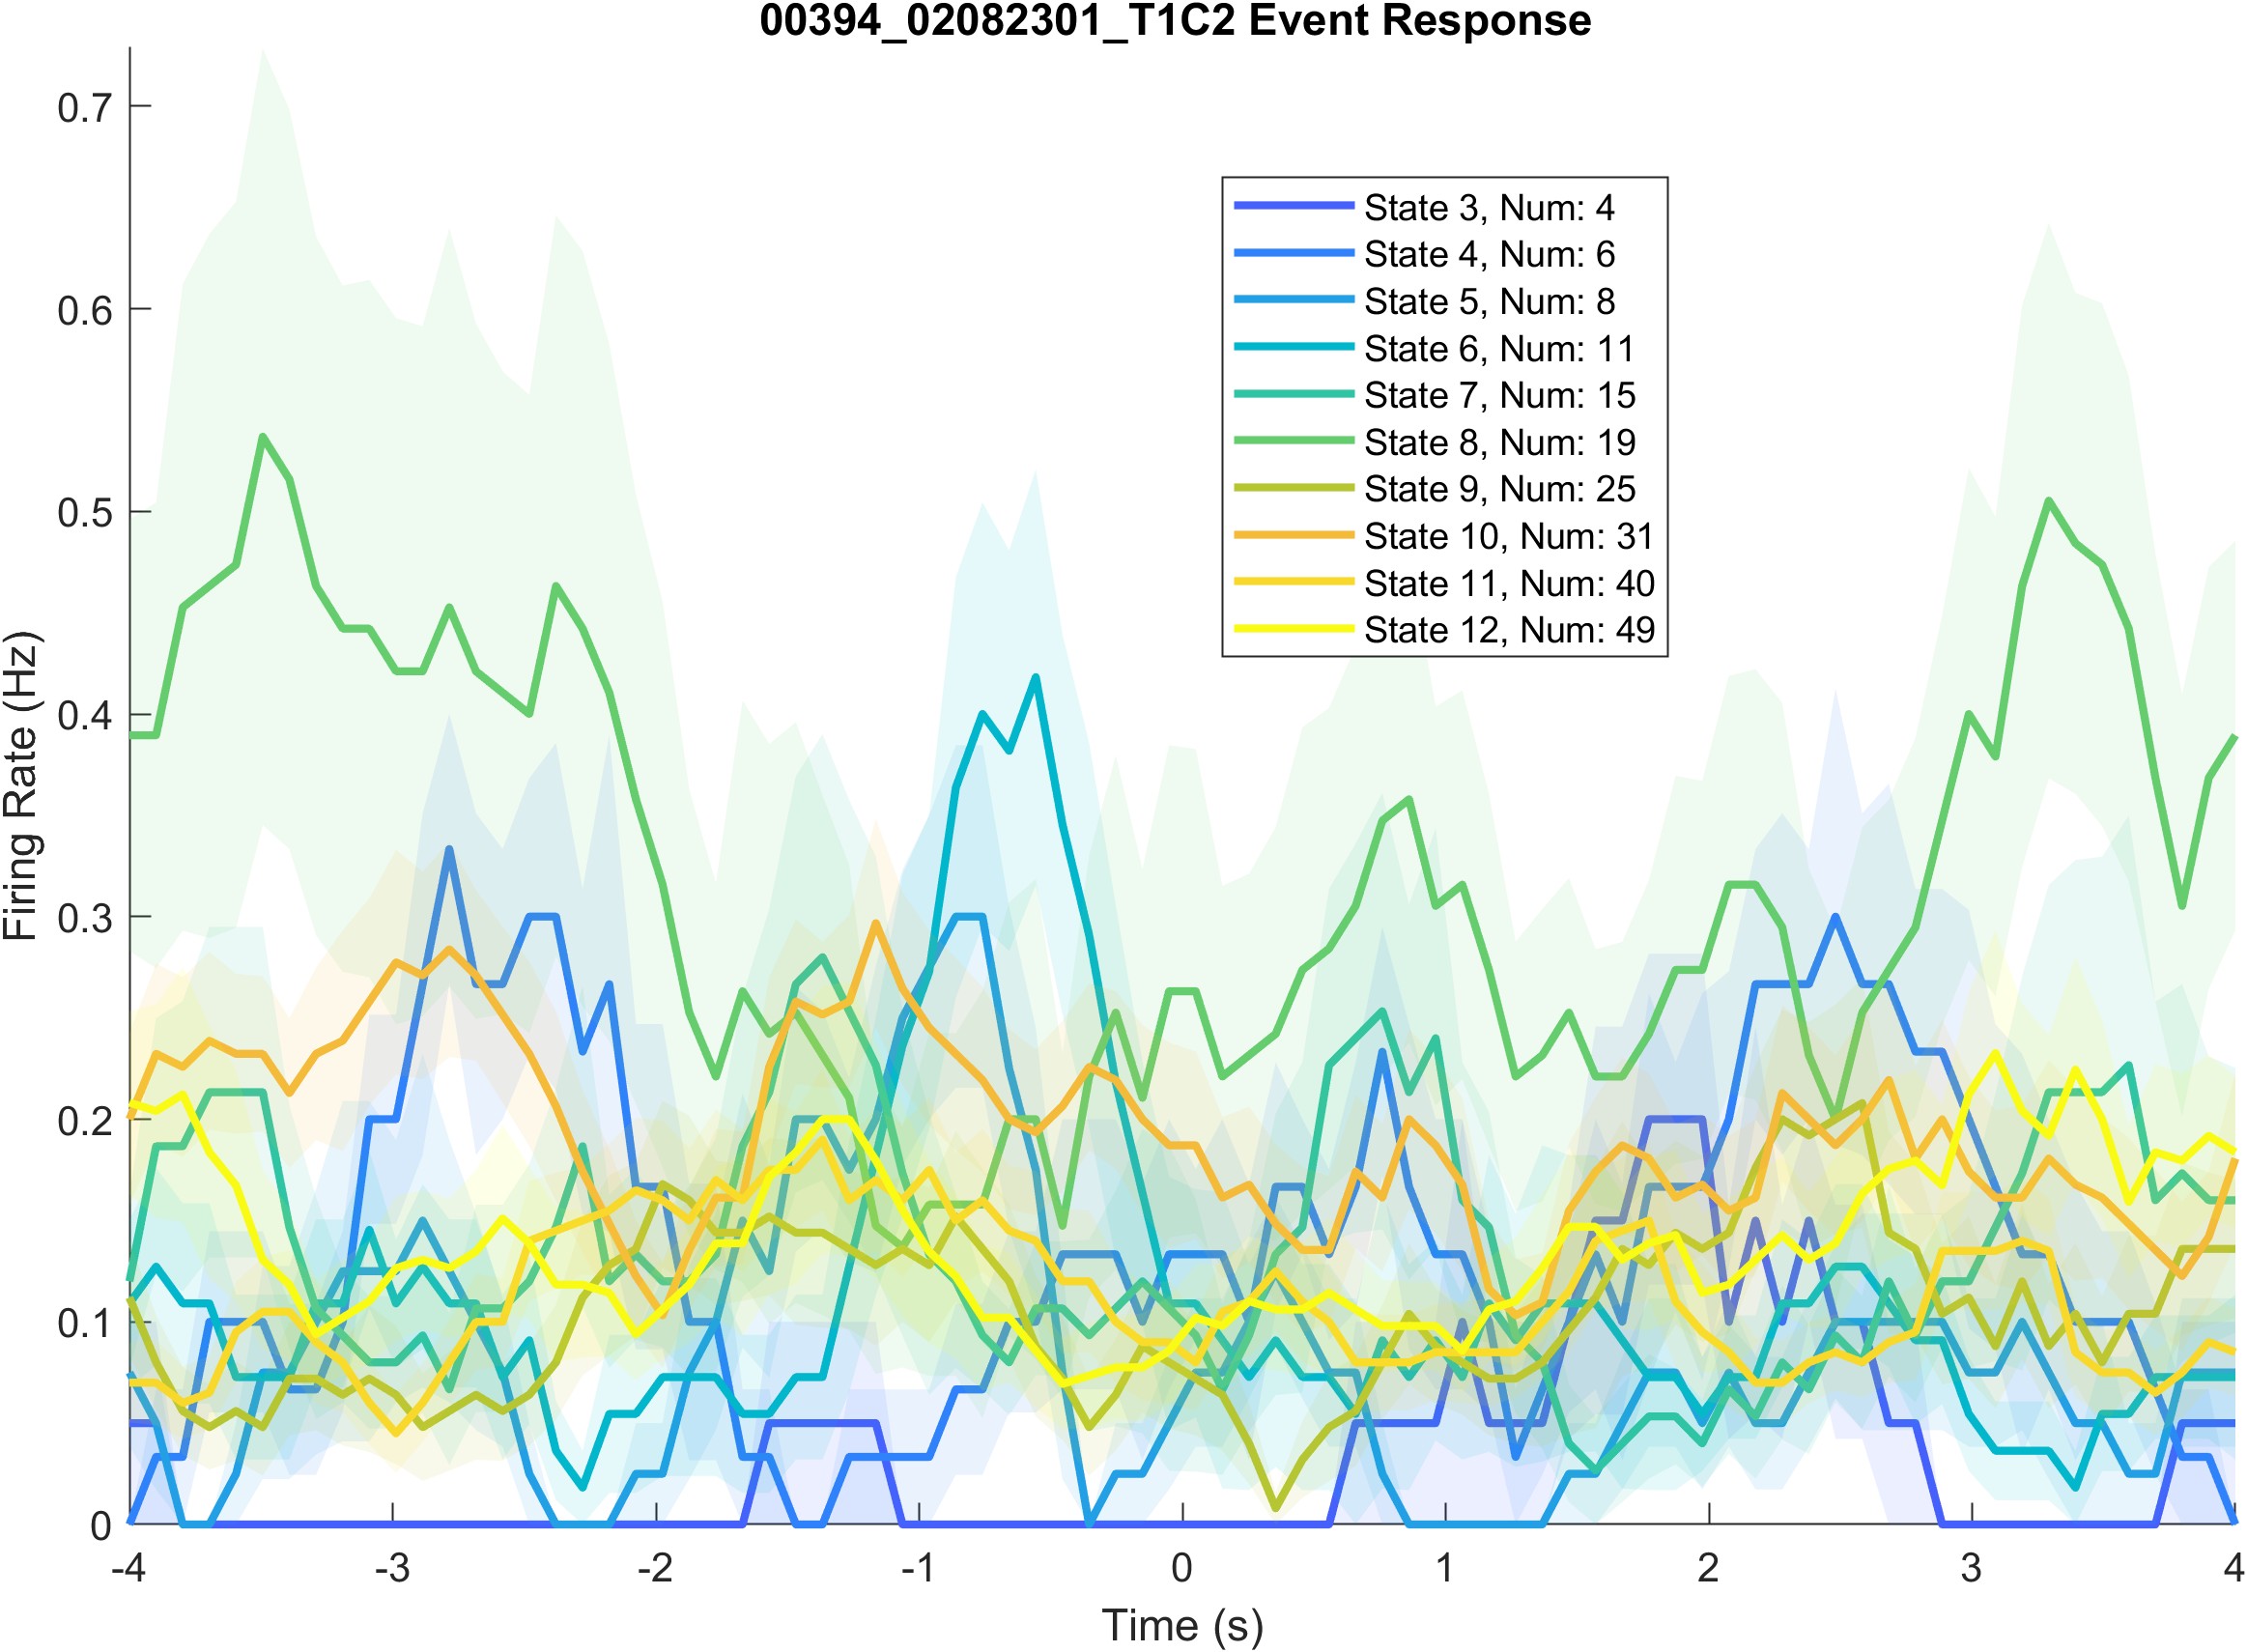 00394_02082301_T1C2 Event Response
Firing Rate (Hz)
0.7
0.6
0.5
0.4
0.3
0.2
0.1
0
State 3, Num: 4
State 4, Num: 6
State 5, Num: 8
State 6, Num: 11
State 7, Num: 15
State 8, Num: 19
State 9, Num: 25
State 10, Num: 31
State 11, Num: 40
State 12, Num: 49
-4 -3 -2 -1 0 1 2 3 4
Time (s)